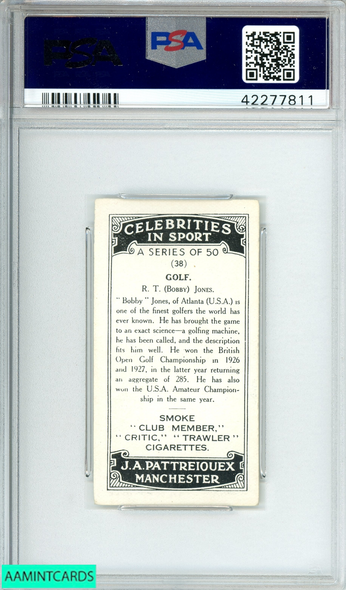 PSA
PSA
42277811
CELEBRITIES
IN SPORT
A SERIES OF 50
(38)
GOLF.
R. T. (BOBBY) JONES.
"Bobby" Jones, of Atlanta (U.S.A.) is
one of the finest golfers the world has
ever known. He has brought the game
to an exact science—a golfing machine,
he has been called, and the description
fits him well. He won the British
Open Golf Championship in 1926
and 1927, in the latter year returning
an aggregate of 285. He has also
won the U.S.A. Amateur Champion-
ship in the same year.
SMOKE
"CLUB MEMBER,"
"CRITIC," "TRAWLER"
CIGARETTES.
J.A. PATTREIOUEX
MANCHESTER
AAMINTCARDS